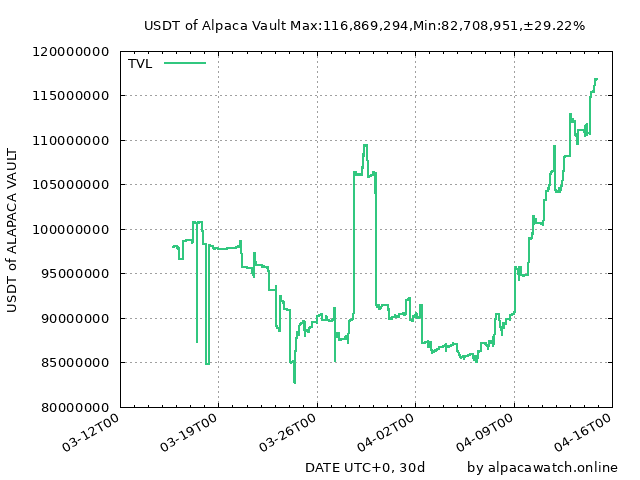 USDT of Alpaca Vault Max:116,869,294,Min:82,708,951,±29.22%
TVL
120000000
115000000
110000000
105000000
100000000
95000000
90000000
85000000
80000000
USDT of ALAPACA VAULT
03-12T00
03-19T00
03-26T00
04-02T00
04-09T00
04-16T00
DATE UTC+0, 30d
by alpacawatch.online